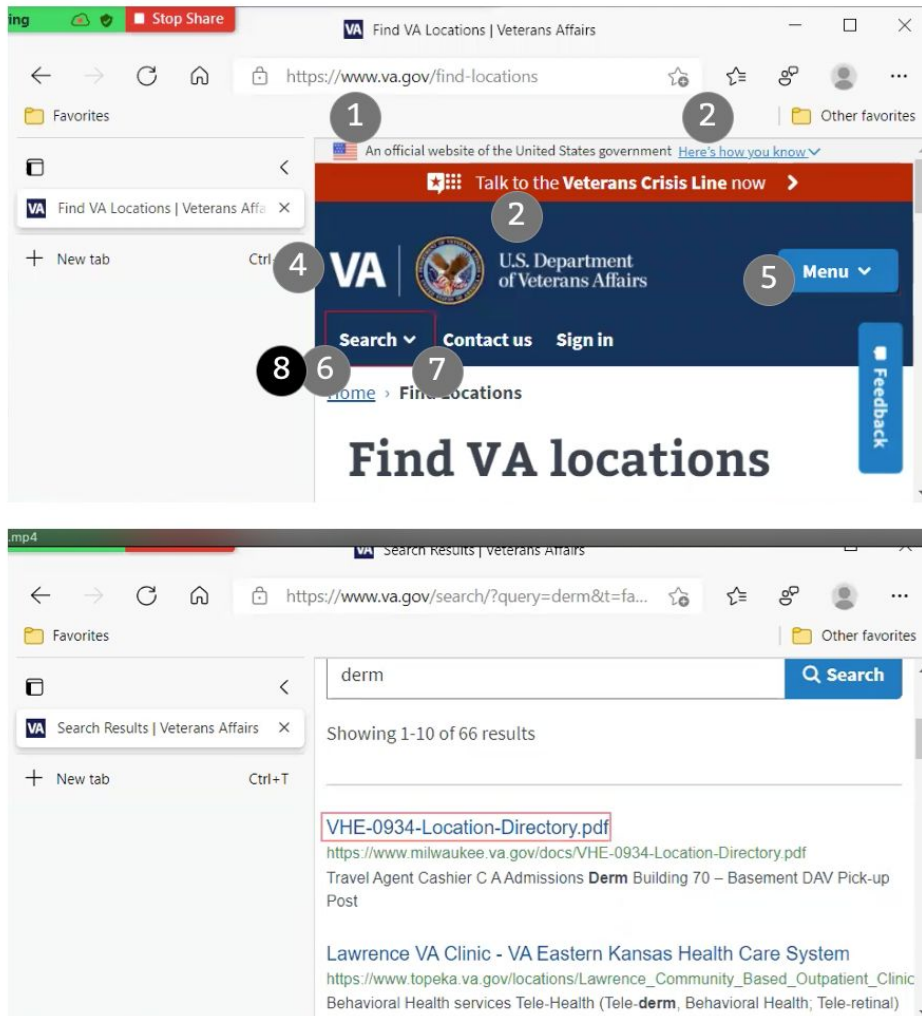 ing Stop Share VA Find VA Locations | Veterans Affairs
https://www.va.gov/find-locations
Favorites Other favorites
1 2
An official website of the United States government Here's how you know
Talk to the Veterans Crisis Line now
VA Find VA Locations | Veterans Affa
2
New tab Ctrl+
4 VA U.S. Department
of Veterans Affairs
5 Menu
Search Contact us Sign in
8 6 7
Home › Find Locations
Feedback
Find VA locations
.mp4
VA Search Results | Veterans Affairs
https://www.va.gov/search/?query=derm&t=fa...
Favorites Other favorites
derm Search
VA Search Results | Veterans Affairs
Showing 1-10 of 66 results
New tab Ctrl+T
VHE-0934-Location-Directory.pdf
https://www.milwaukee.va.gov/docs/VHE-0934-Location-Directory.pdf
Travel Agent Cashier C A Admissions Derm Building 70 – Basement DAV Pick-up
Post
Lawrence VA Clinic - VA Eastern Kansas Health Care System
https://www.topeka.va.gov/locations/Lawrence_Community_Based_Outpatient_Clinic
Behavioral Health services Tele-Health (Tele-derm, Behavioral Health; Tele-retinal)